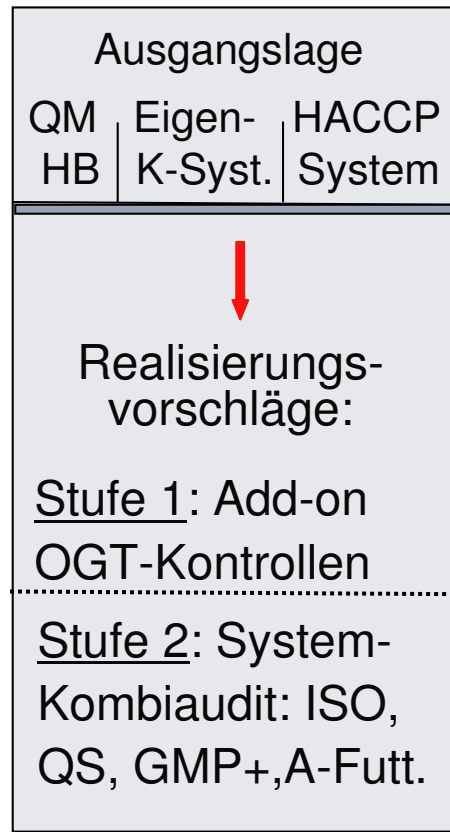 Ausgangslage
QM Eigen- HACCP
HB K-Syst. System
Realisierungs-
vorschläge:
Stufe 1: Add-on
OGT-Kontrollen
Stufe 2: System-
Kombiaudit: ISO,
QS, GMP+,A-Futt.